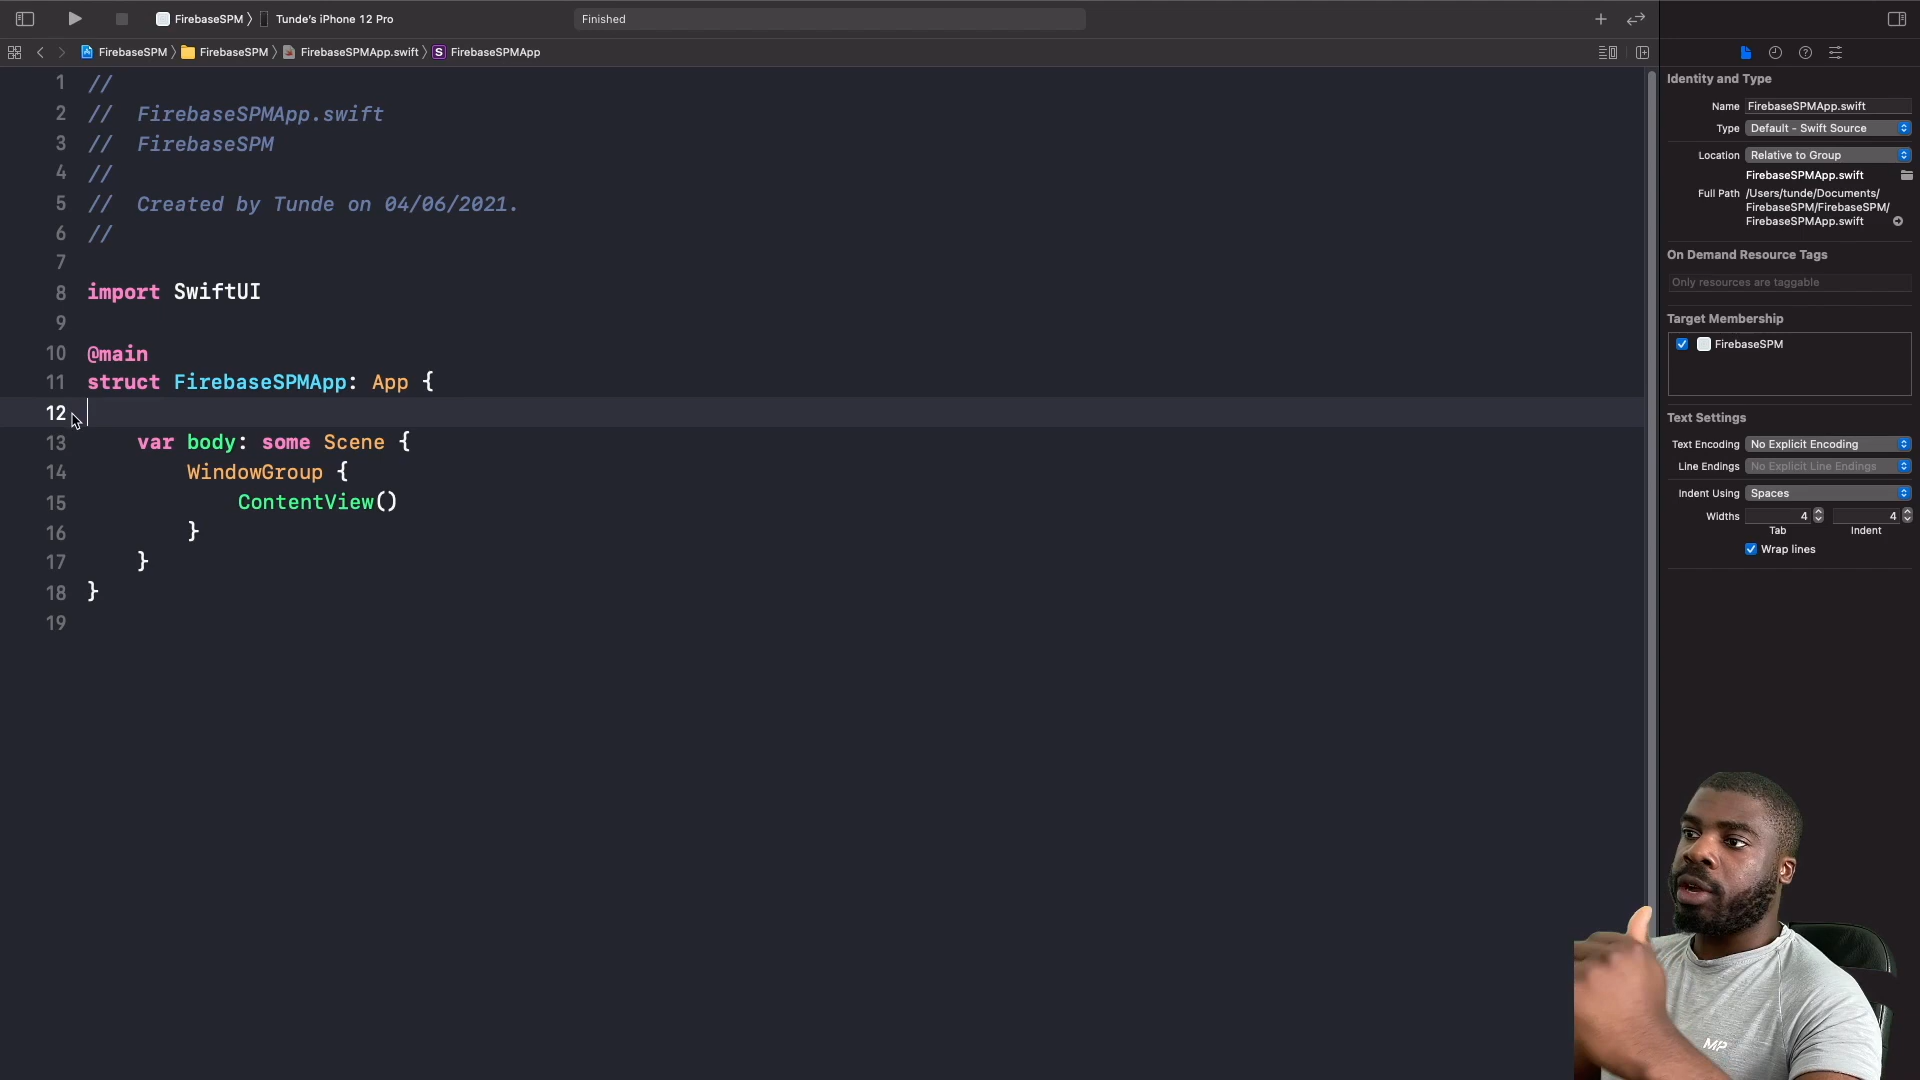 FirebaseSPM
Tunde's iPhone 12 Pro
Finished
FirebaseSPM
FirebaseSPM
FirebaseSPMApp.swift
S FirebaseSPMApp
1 //
2 // FirebaseSPMApp.swift
3 // FirebaseSPM
4 //
5 // Created by Tunde on 04/06/2021.
6 //
7
8 import SwiftUI
9
10 @main
11 struct FirebaseSPMApp: App {
12
13 var body: some Scene {
14 WindowGroup {
15 ContentView()
16 }
17 }
18 }
19
Identity and Type
Name FirebaseSPMApp.swift
Type Default - Swift Source
Location Relative to Group
FirebaseSPMApp.swift
Full Path /Users/tunde/Documents/
FirebaseSPM/FirebaseSPM/
FirebaseSPMApp.swift
On Demand Resource Tags
Only resources are taggable
Target Membership
FirebaseSPM
Text Settings
Text Encoding No Explicit Encoding
Line Endings No Explicit Line Endings
Indent Using Spaces
Widths 4 4
Tab Indent
Wrap lines
MP